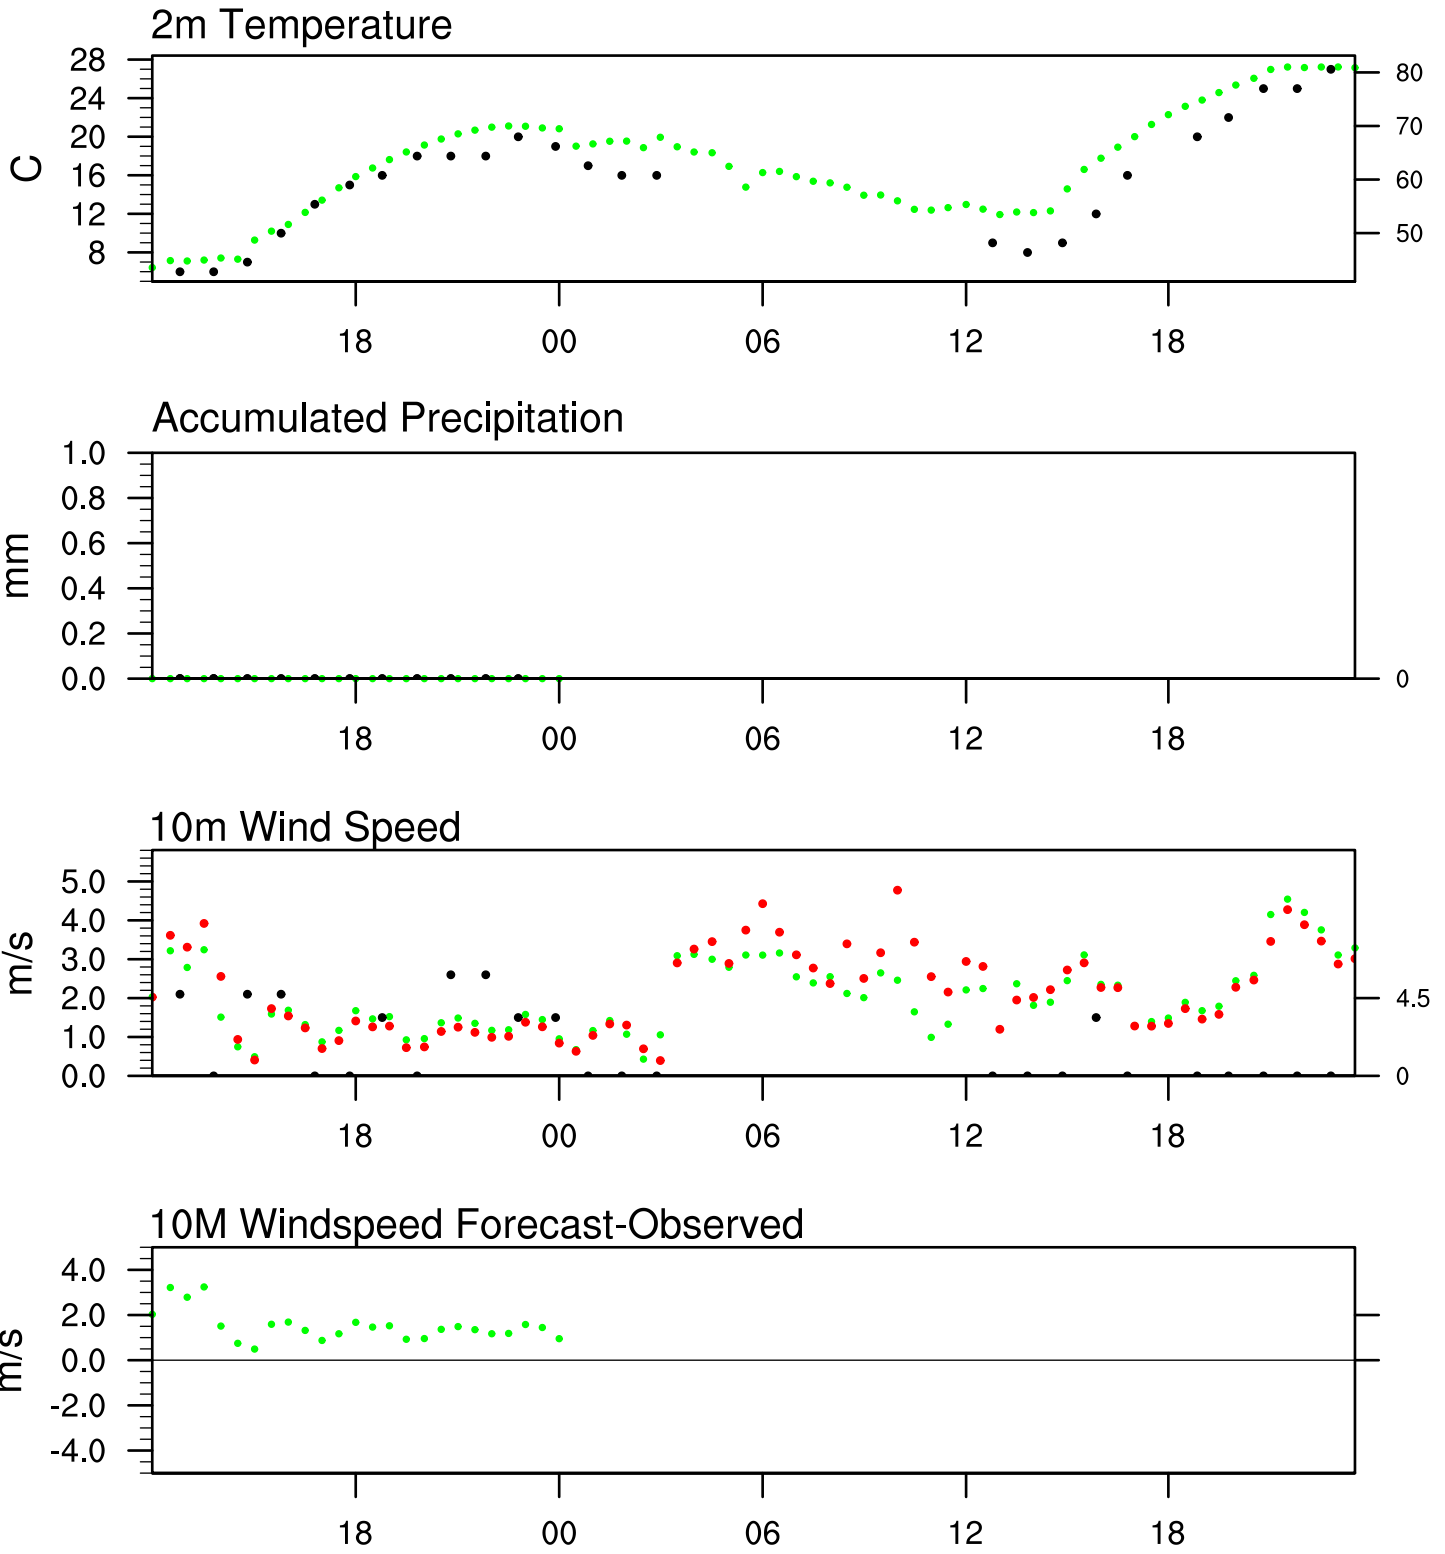 2m Temperature
28
24
20
16
12
8
C
80
70
60
50
18 00 06 12 18
Accumulated Precipitation
1.0
0.8
0.6
0.4
0.2
0.0
mm
0
18 00 06 12 18
10m Wind Speed
5.0
4.0
3.0
2.0
1.0
0.0
m/s
4.5
0
18 00 06 12 18
10M Windspeed Forecast-Observed
4.0
2.0
0.0
-2.0
-4.0
m/s
18 00 06 12 18